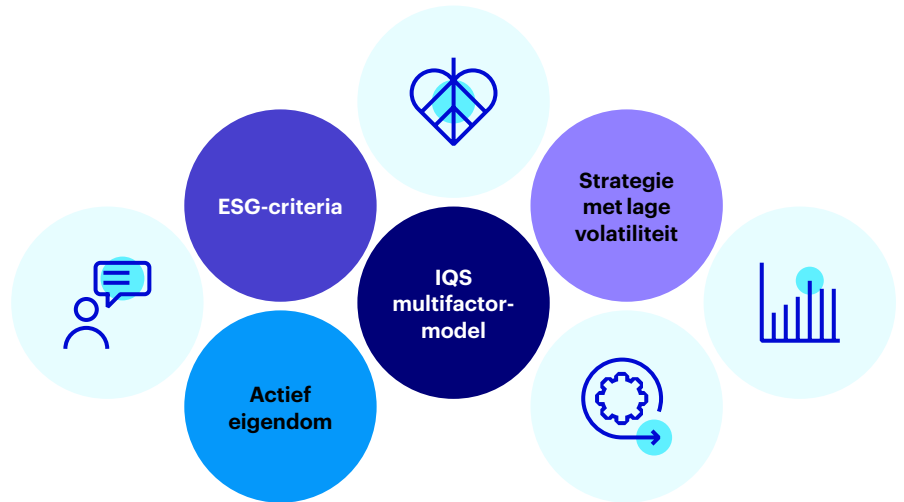 ESG-criteria
Strategie
met lage
volatiliteit
IQS
multifactor-
model
Actief
eigendom